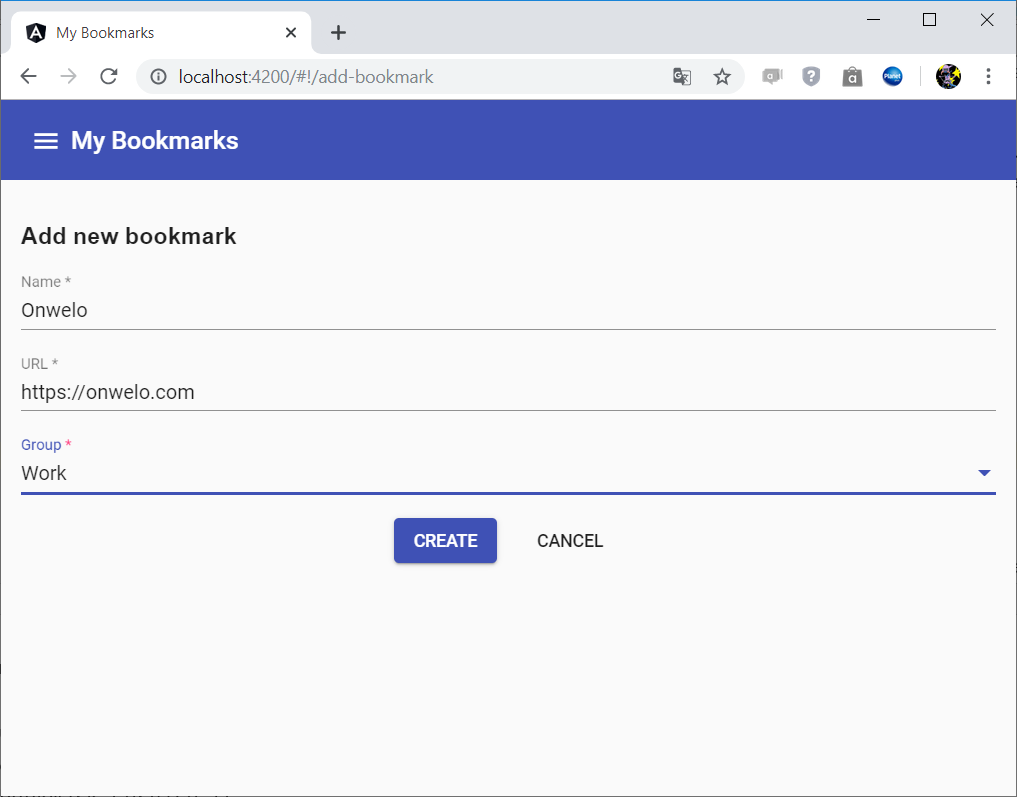 My Bookmarks
localhost:4200/#!/add-bookmark
My Bookmarks
Add new bookmark
Name *
Onwelo
URL *
https://onwelo.com
Group *
Work
CREATE CANCEL